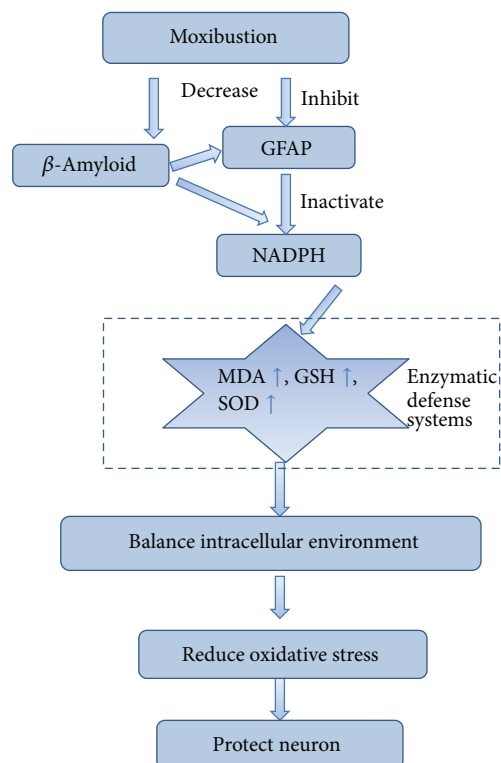 Moxibustion
Decrease
Inhibit
β-Amyloid
GFAP
Inactivate
NADPH
MDA ↑, GSH ↑,
SOD ↑
Enzymatic
defense
systems
Balance intracellular environment
Reduce oxidative stress
Protect neuron